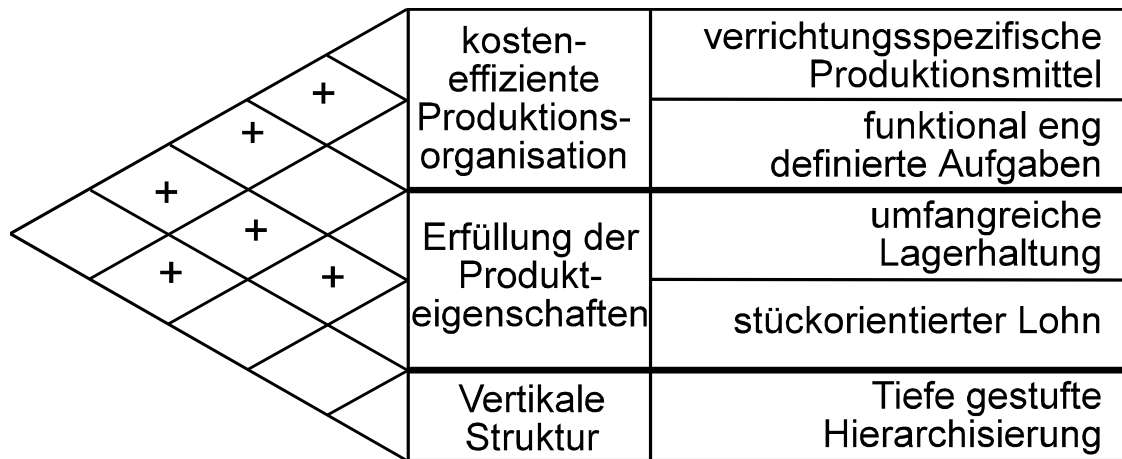 kosten-
effiziente
Produktions-
organisation
verrichtungsspezifische
Produktionsmittel
funktional eng
definierte Aufgaben
Erfüllung der
Produkt-
eigenschaften
umfangreiche
Lagerhaltung
stückorientierter Lohn
Vertikale
Struktur
Tiefe gestufte
Hierarchisierung
+
+
+
+
+
+